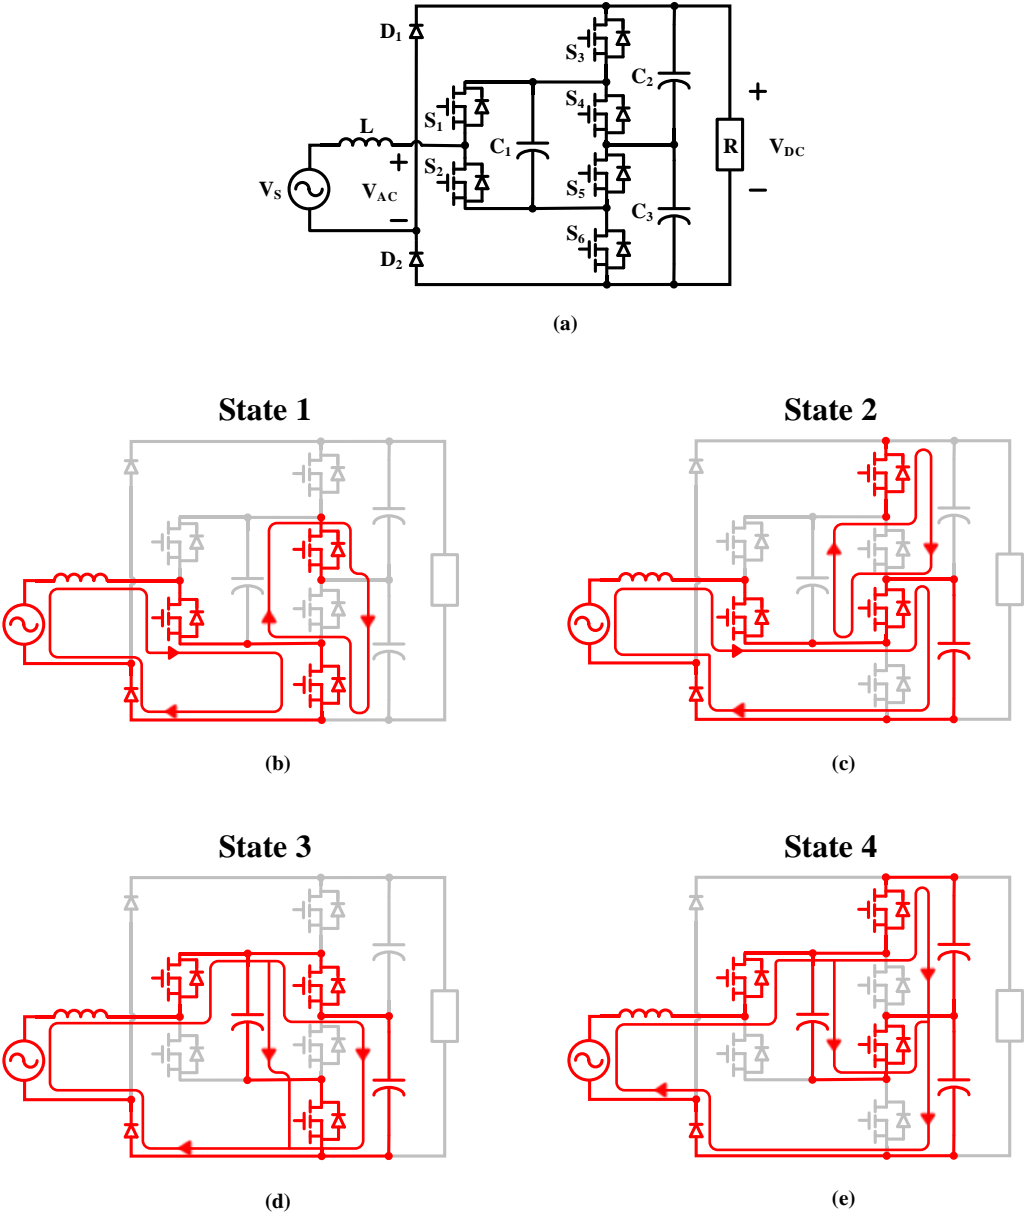 D1
S3
C2
S4
S1
L
C1
R
VDC
S2
VS
VAC
S5
C3
S6
D2
(a)
State 1
State 2
(b)
(c)
State 3
State 4
(d)
(e)